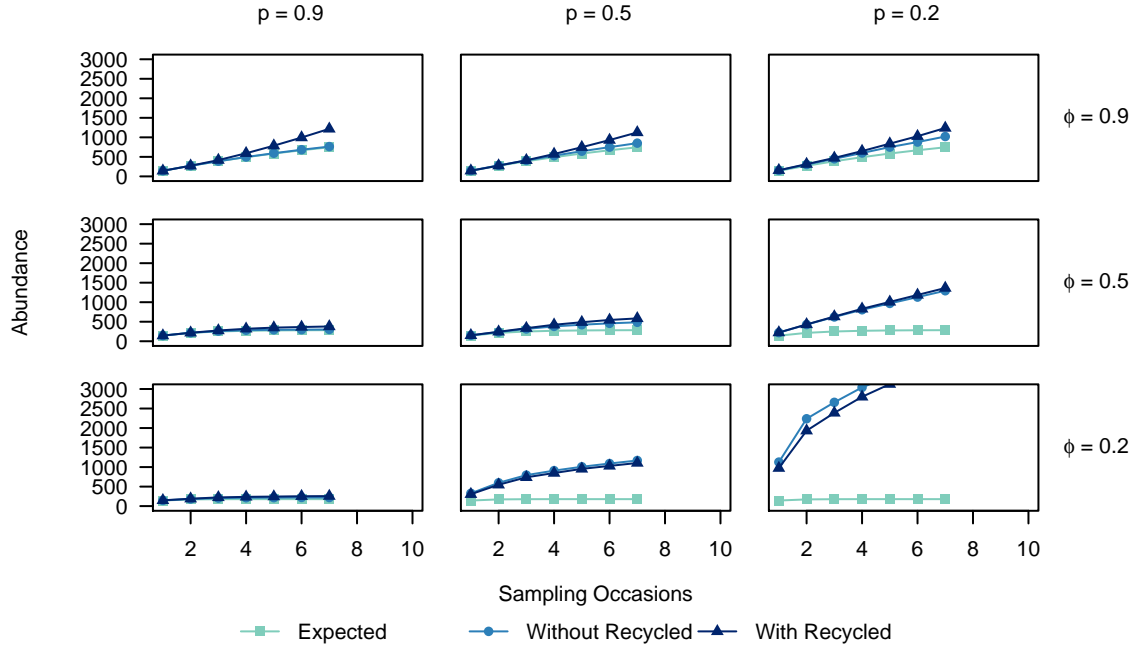 p = 0.9 p = 0.5 p = 0.2
3000
2500
2000
1500
1000
500
0
ϕ = 0.9
3000
2500
2000
1500
1000
500
0
ϕ = 0.5
Abundance
3000
2500
2000
1500
1000
500
0
ϕ = 0.2
2 4 6 8 10 2 4 6 8 10 2 4 6 8 10
Sampling Occasions
Expected Without Recycled With Recycled